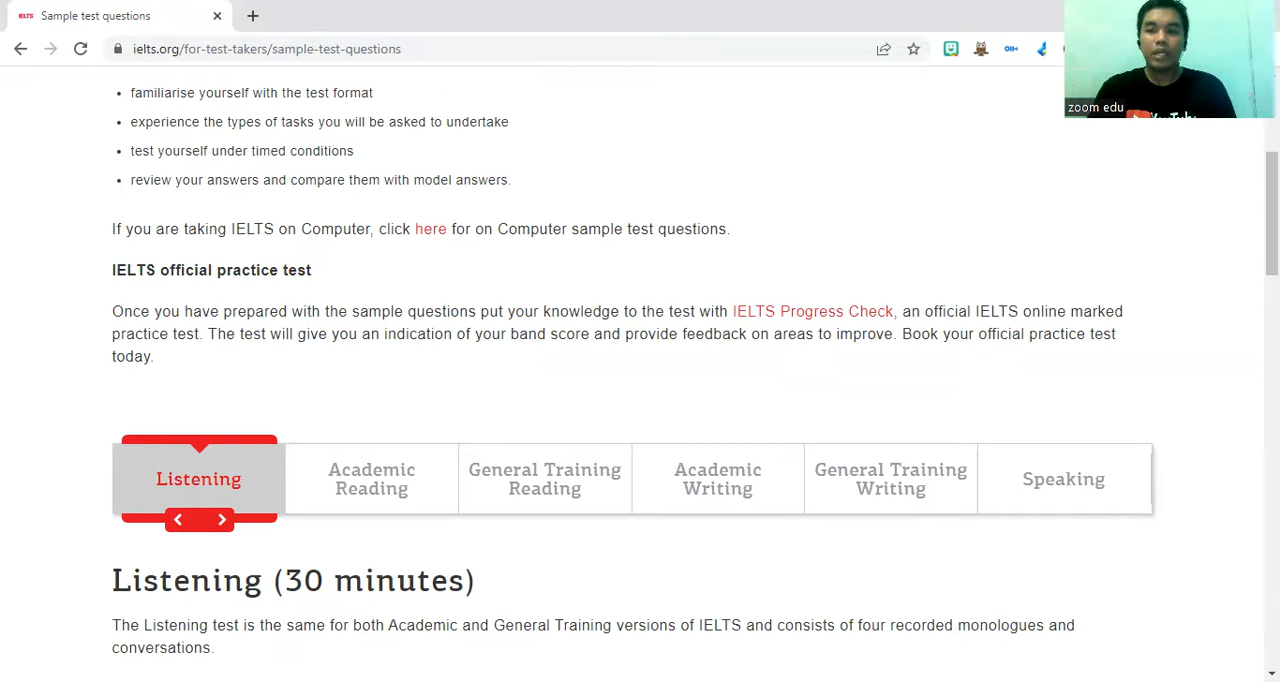 IELTS Sample test questions
ielts.org/for-test-takers/sample-test-questions
zoom edu
YouTube
familiarise yourself with the test format
experience the types of tasks you will be asked to undertake
test yourself under timed conditions
review your answers and compare them with model answers.
If you are taking IELTS on Computer, click here for on Computer sample test questions.
IELTS official practice test
Once you have prepared with the sample questions put your knowledge to the test with IELTS Progress Check, an official IELTS online marked
practice test. The test will give you an indication of your band score and provide feedback on areas to improve. Book your official practice test
today.
Listening
Academic
Reading
General Training
Reading
Academic
Writing
General Training
Writing
Speaking
Listening (30 minutes)
The Listening test is the same for both Academic and General Training versions of IELTS and consists of four recorded monologues and
conversations.